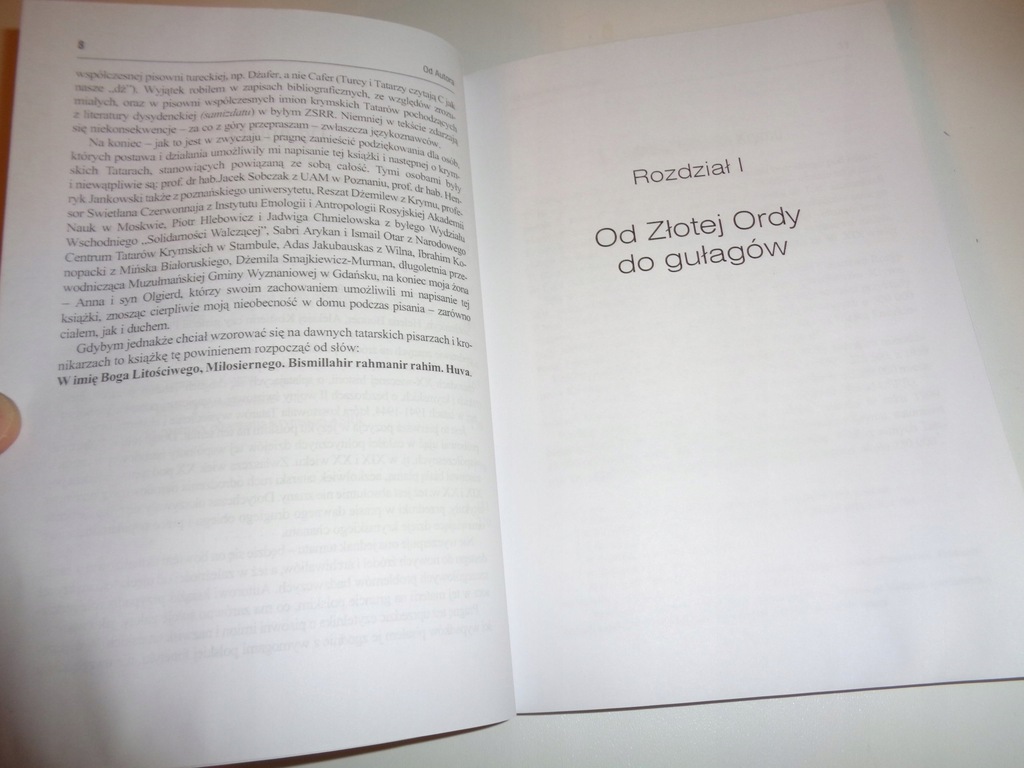 8
Od Autora
współczesnej pisowni tureckiej, np. Dżafer, a nie Cafer (Turcy i Tatarzy czytają C jak
nasze „dż”). Wyjątek robiłem w zapisach bibliograficznych, ze względów zrozu-
miałych, oraz w pisowni współczesnych imion krymskich Tatarów pochodzących
z literatury dysydenckiej (samizdatu) w byłym ZSRR. Niemniej w tekście zdarzają
się niekonsekwencje – za co z góry przepraszam – zwłaszcza językoznawców.
Na koniec – jak to jest w zwyczaju – pragnę zamieścić podziękowania dla osób,
których postawa i działania umożliwiły mi napisanie tej książki i następnej o krym-
skich Tatarach, stanowiących powiązaną ze sobą całość. Tymi osobami były
i niewątpliwie są: prof. dr hab.Jacek Sobczak z UAM w Poznaniu, prof. dr hab. Hen-
ryk Jankowski także z poznańskiego uniwersytetu, Reszat Dżemilew z Krymu, profe-
sor Swietłana Czerwonnaja z Instytutu Etnologii i Antropologii Rosyjskiej Akademii
Nauk w Moskwie, Piotr Hlebowicz i Jadwiga Chmielowska z byłego Wydziału
Wschodniego „Solidarności Walczącej”, Sabri Arykan i Ismail Otar z Narodowego
Centrum Tatarów Krymskich w Stambule, Adas Jakubauskas z Wilna, Ibrahim Ko-
nopacki z Mińska Białoruskiego, Dżemila Smajkiewicz-Murman, długoletnia prze-
wodnicząca Muzułmańskiej Gminy Wyznaniowej w Gdańsku, na koniec moja żona
– Anna i syn Olgierd, którzy swoim zachowaniem umożliwili mi napisanie tej
książki, znosząc cierpliwie moją nieobecność w domu podczas pisania – zarówno
ciałem, jak i duchem.
Gdybym jednakże chciał wzorować się na dawnych tatarskich pisarzach i kro-
nikarzach to książkę tę powinienem rozpocząć od słów:
W imię Boga Litościwego, Miłosiernego. Bismillahir rahmanir rahim. Huva.
Rozdział I
Od Złotej Ordy
do gułagów